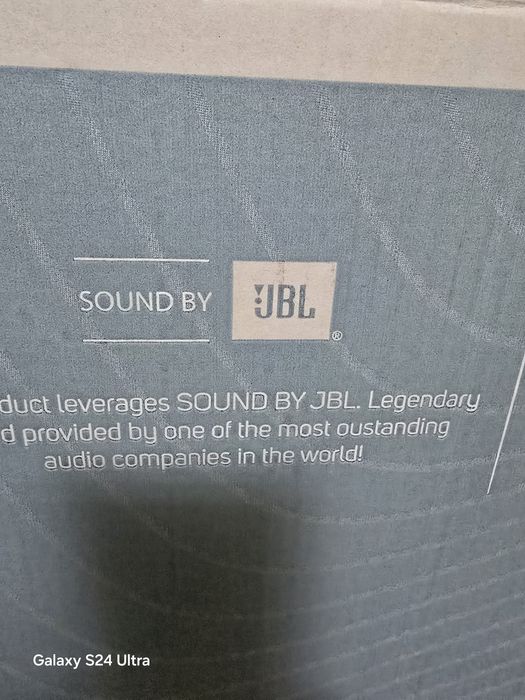 SOUND BY JBL®
duct leverages SOUND BY JBL. Legendary
d provided by one of the most oustanding
audio companies in the world!
Galaxy S24 Ultra